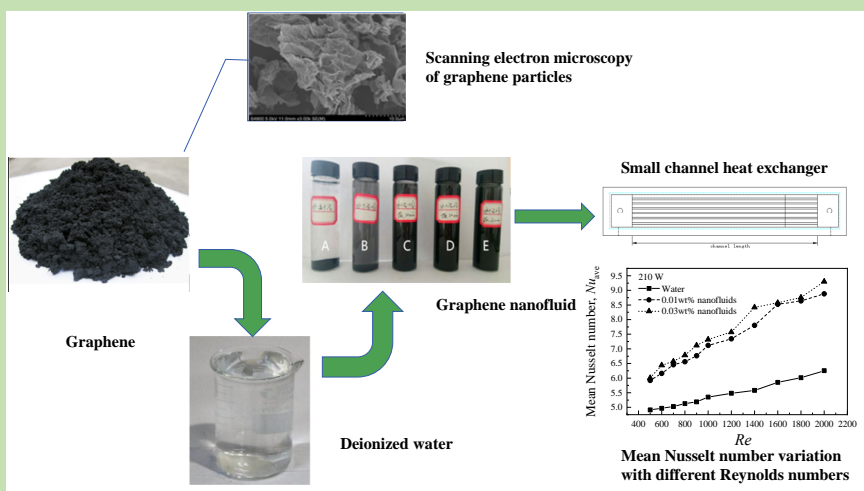 Scanning electron microscopy
of graphene particles
Small channel heat exchanger
channel length
A
B
C
D
E
Graphene nanofluid
Graphene
Deionized water
210 W
Water
0.01wt% nanofluids
0.03wt% nanofluids
Mean Nusselt number, Nu_ave
9.5
9.0
8.5
8.0
7.5
7.0
6.5
6.0
5.5
5.0
400 600 800 1000 1200 1400 1600 1800 2000 2200
Re
Mean Nusselt number variation
with different Reynolds numbers